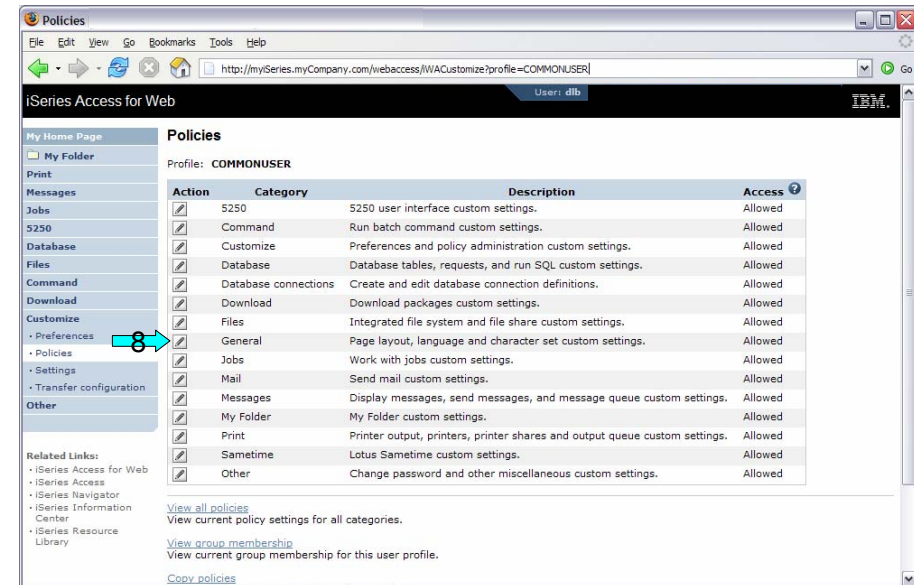 Policies
File Edit View Go Bookmarks Tools Help
http://myiSeries.myCompany.com/webaccess/iWACustomize?profile=COMMONUSER
Go
iSeries Access for Web
User: dlb
IBM.
My Home Page
My Folder
Print
Messages
Jobs
5250
Database
Files
Command
Download
Customize
• Preferences
• Policies
• Settings
• Transfer configuration
Other
Related Links:
• iSeries Access for Web
• iSeries Access
• iSeries Navigator
• iSeries Information
Center
• iSeries Resource
Library
8
Policies
Profile: COMMONUSER
Action Category Description Access ?
5250 5250 user interface custom settings. Allowed
Command Run batch command custom settings. Allowed
Customize Preferences and policy administration custom settings. Allowed
Database Database tables, requests, and run SQL custom settings. Allowed
Database connections Create and edit database connection definitions. Allowed
Download Download packages custom settings. Allowed
Files Integrated file system and file share custom settings. Allowed
General Page layout, language and character set custom settings. Allowed
Jobs Work with jobs custom settings. Allowed
Mail Send mail custom settings. Allowed
Messages Display messages, send messages, and message queue custom settings. Allowed
My Folder My Folder custom settings. Allowed
Print Printer output, printers, printer shares and output queue custom settings. Allowed
Sametime Lotus Sametime custom settings. Allowed
Other Change password and other miscellaneous custom settings. Allowed
View all policies
View current policy settings for all categories.
View group membership
View current group membership for this user profile.
Copy policies